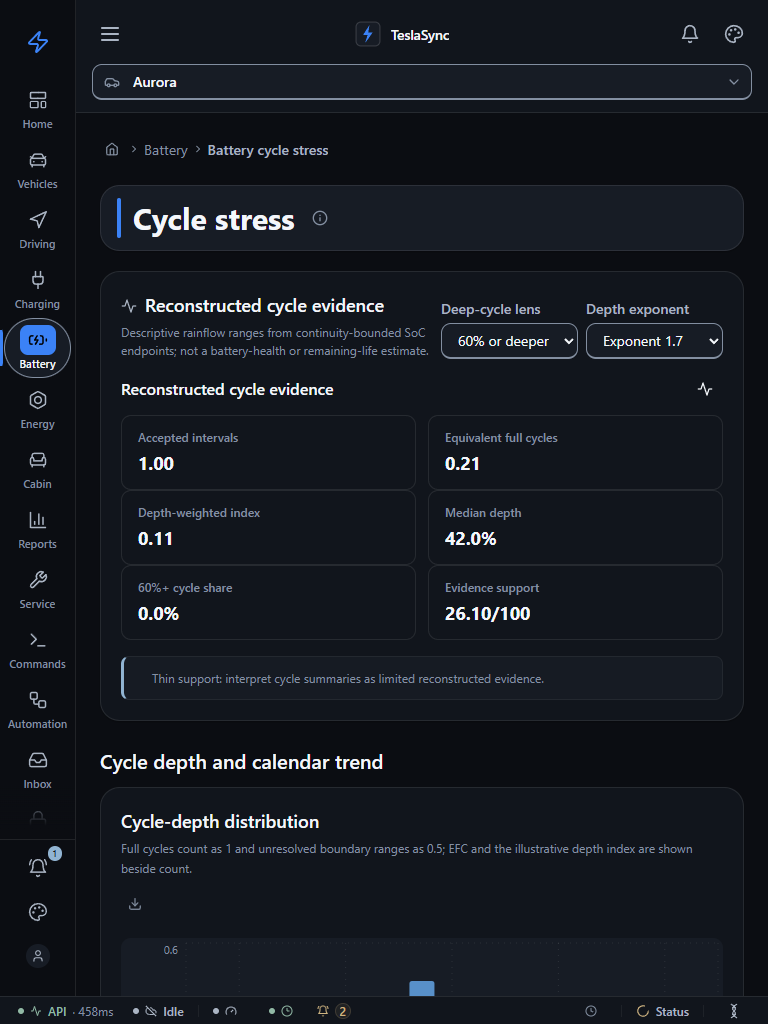 TeslaSync
Aurora
Home
Vehicles
Driving
Charging
Battery
Energy
Cabin
Reports
Service
Commands
Automation
Inbox
1
Battery
Battery cycle stress
Cycle stress
Reconstructed cycle evidence
Descriptive rainflow ranges from continuity-bounded SoC
endpoints; not a battery-health or remaining-life estimate.
Deep-cycle lens
60% or deeper
Depth exponent
Exponent 1.7
Reconstructed cycle evidence
Accepted intervals
1.00
Equivalent full cycles
0.21
Depth-weighted index
0.11
Median depth
42.0%
60%+ cycle share
0.0%
Evidence support
26.10/100
Thin support: interpret cycle summaries as limited reconstructed evidence.
Cycle depth and calendar trend
Cycle-depth distribution
Full cycles count as 1 and unresolved boundary ranges as 0.5; EFC and the illustrative depth index are shown
beside count.
0.6
API · 458ms
Idle
2
Status